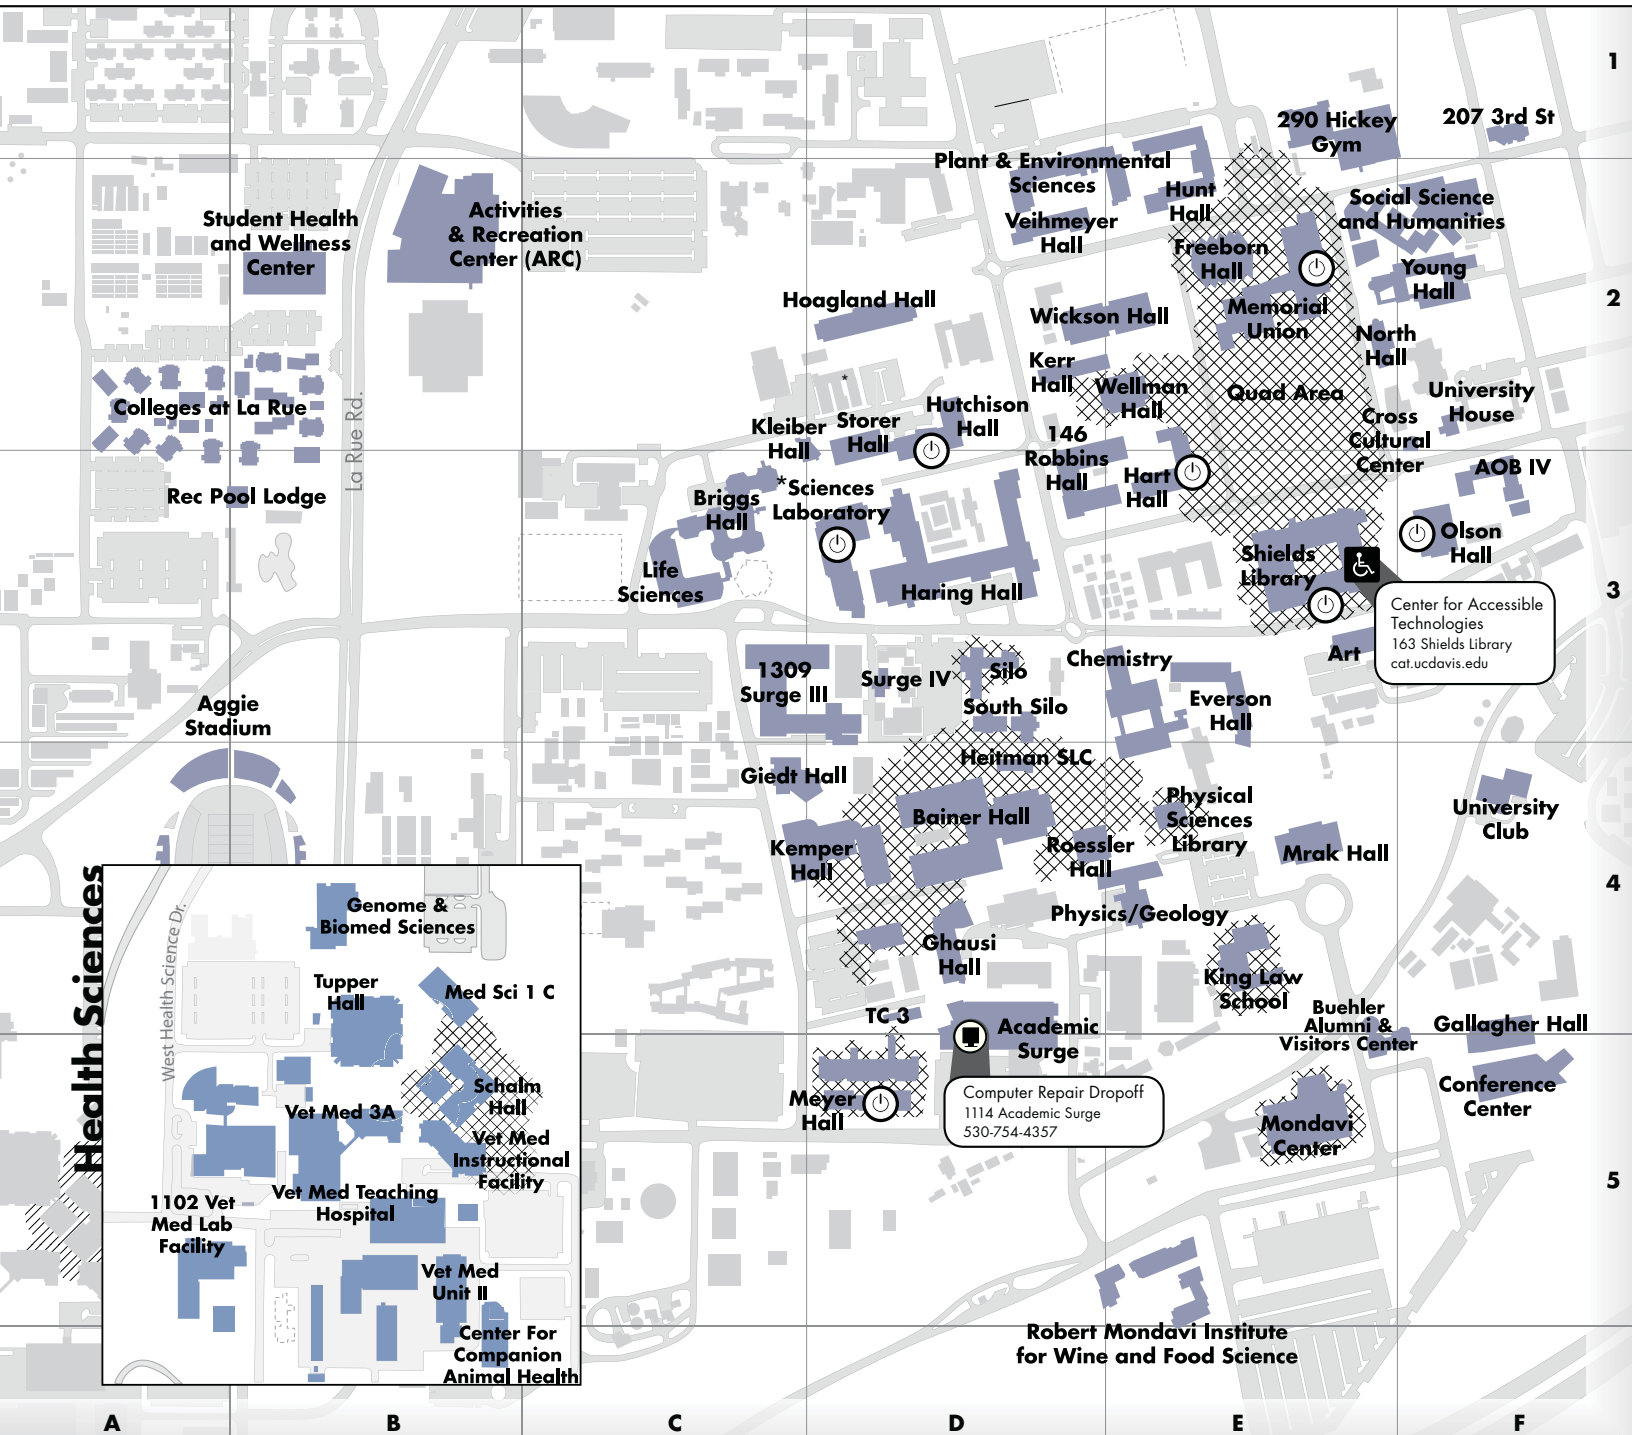 1
290 Hickey
Gym
207 3rd St
Plant & Environmental
Sciences
Hunt
Hall
Veihmeyer
Hall
Social Science
and Humanities
Student Health
and Wellness
Center
Activities
& Recreation
Center (ARC)
Freeborn
Hall
Young
Hall
2
Hoagland Hall
Wickson Hall
Memorial
Union
North
Hall
Kerr
Hall
Wellman
Hall
Quad Area
University
House
*
Colleges at La Rue
La Rue Rd.
Kleiber
Hall
Storer
Hall
Hutchison
Hall
146
Robbins
Hall
Cross
Cultural
Center
Hart
Hall
AOB IV
Rec Pool Lodge
Briggs
Hall
*Sciences
Laboratory
Olson
Hall
Shields
Library
Life
Sciences
Haring Hall
3
Center for Accessible
Technologies
163 Shields Library
cat.ucdavis.edu
Art
1309
Surge III
Surge IV
Silo
Chemistry
South Silo
Everson
Hall
Aggie
Stadium
Heitman SLC
Giedt Hall
Physical
Sciences
Library
University
Club
Bainer Hall
Kemper
Hall
Roessler
Hall
Mrak Hall
4
Physics/Geology
Ghausi
Hall
King Law
School
TC 3
Academic
Surge
Buehler
Alumni &
Visitors Center
Gallagher Hall
Computer Repair Dropoff
1114 Academic Surge
530-754-4357
Meyer
Hall
Mondavi
Center
Conference
Center
5
Health Sciences
West Health Science Dr.
Genome &
Biomed Sciences
Tupper
Hall
Med Sci 1 C
Schalm
Hall
Vet Med 3A
Vet Med
Instructional
Facility
Vet Med Teaching
Hospital
1102 Vet
Med Lab
Facility
Vet Med
Unit II
Center For
Companion
Animal Health
Robert Mondavi Institute
for Wine and Food Science
A
B
C
D
E
F